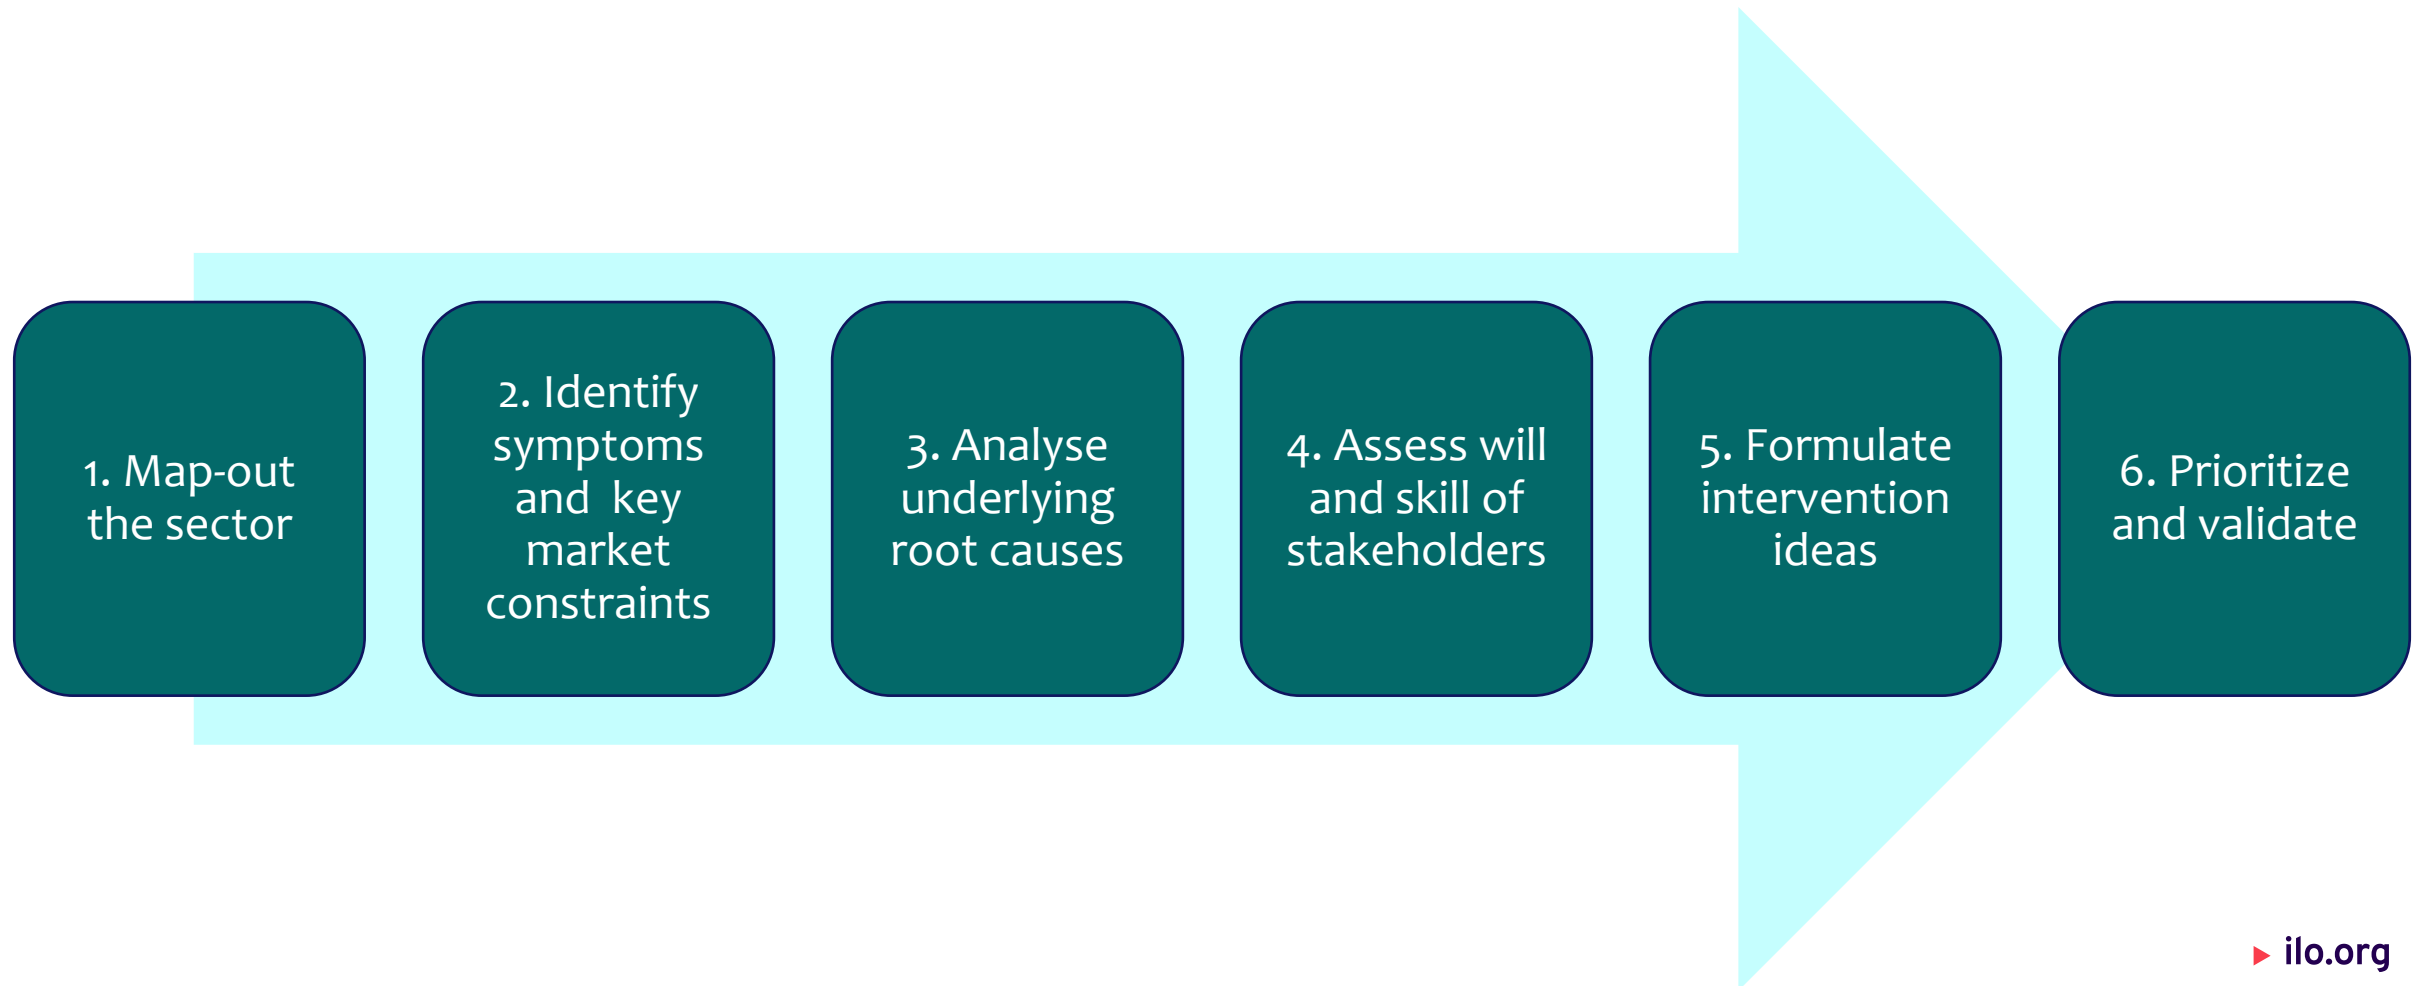 1. Map-out
the sector
2. Identify
symptoms
and  key
market
constraints
3. Analyse
underlying
root causes
4. Assess will
and skill of
stakeholders
5. Formulate
intervention
ideas
6. Prioritize
and validate
ilo.org